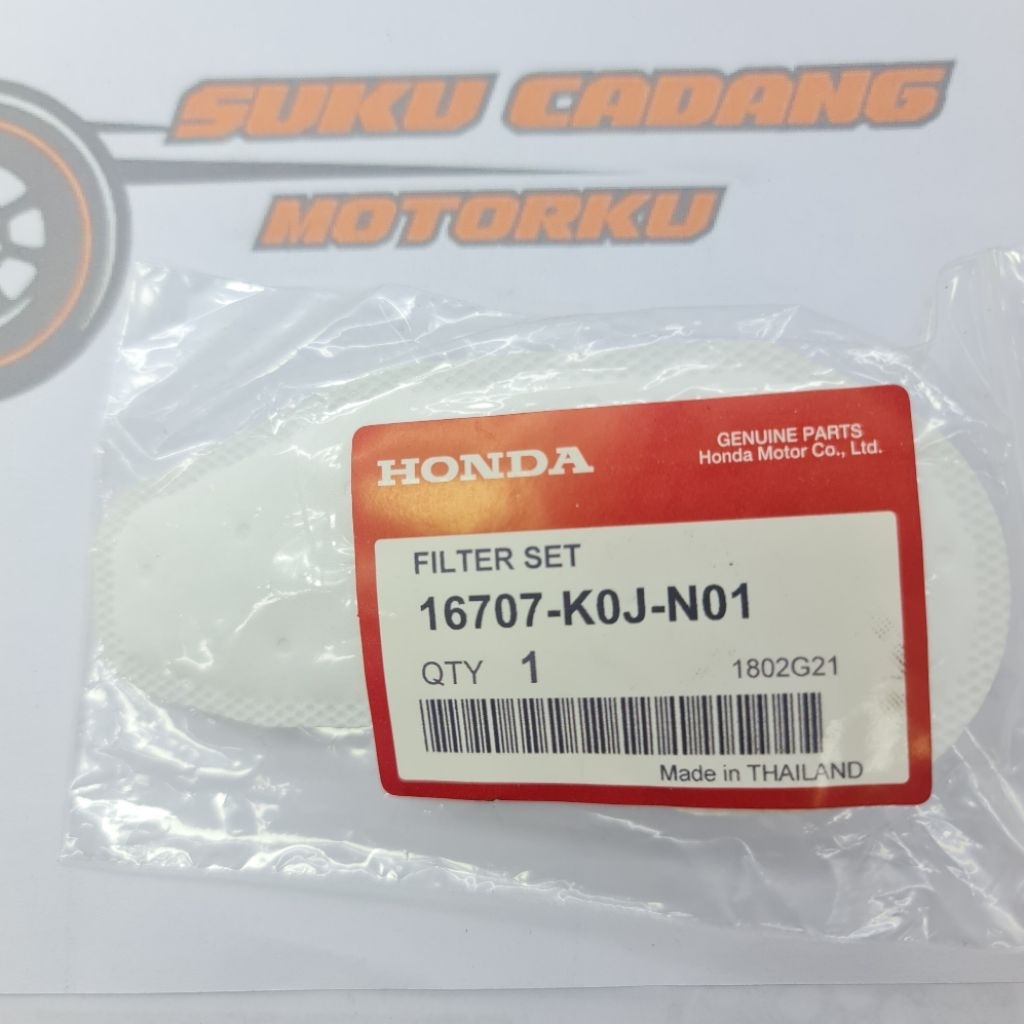 SUKU CADANG
MOTORKU
HONDA
GENUINE PARTS
Honda Motor Co., Ltd.
FILTER SET
16707-K0J-N01
QTY 1
1802G21
Made in THAILAND